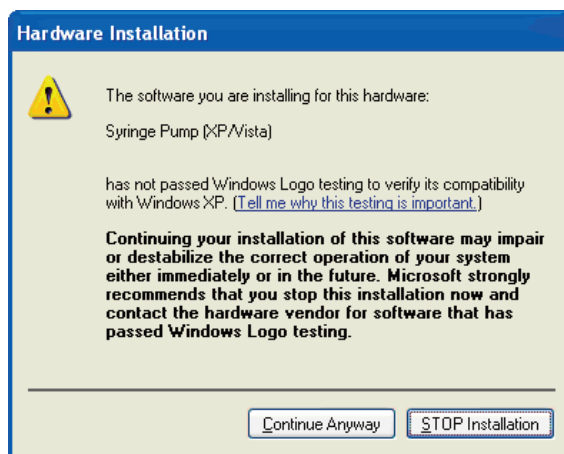 Hardware Installation
The software you are installing for this hardware:
Syringe Pump (XP/Vista)
has not passed Windows Logo testing to verify its compatibility
with Windows XP. (Tell me why this testing is important.)
Continuing your installation of this software may impair
or destabilize the correct operation of your system
either immediately or in the future. Microsoft strongly
recommends that you stop this installation now and
contact the hardware vendor for software that has
passed Windows Logo testing.
Continue Anyway
STOP Installation